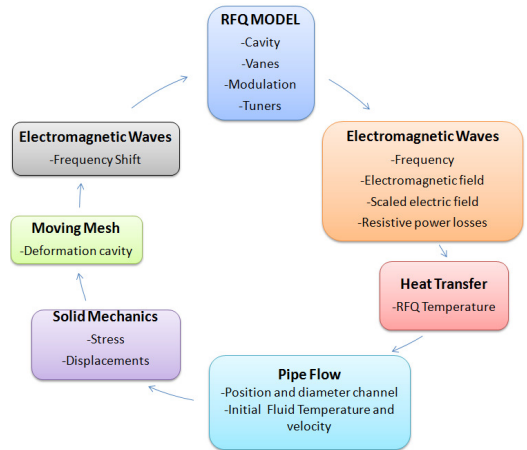 RFQ MODEL
-Cavity
-Vanes
-Modulation
-Tuners
Electromagnetic Waves
-Frequency
-Electromagnetic field
-Scaled electric field
-Resistive power losses
Heat Transfer
-RFQ Temperature
Pipe Flow
-Position and diameter channel
-Initial Fluid Temperature and
velocity
Solid Mechanics
-Stress
-Displacements
Moving Mesh
-Deformation cavity
Electromagnetic Waves
-Frequency Shift